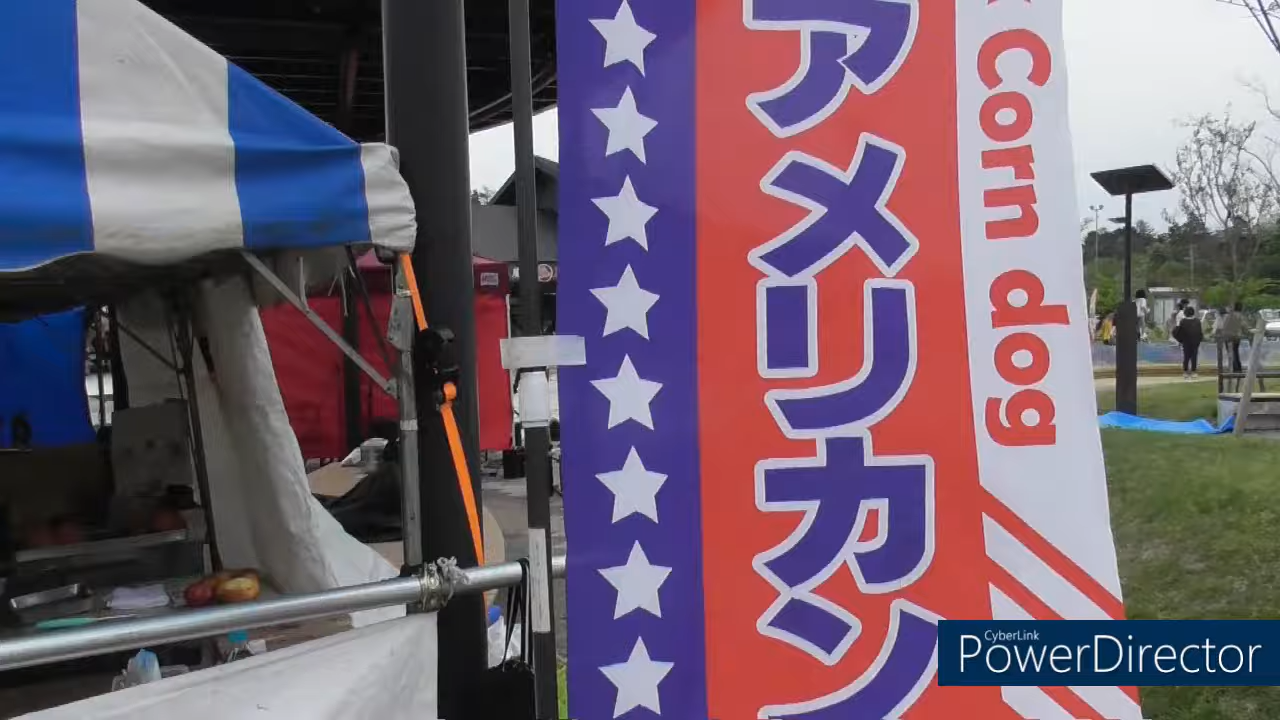 アメリカン
Corn dog
CyberLink
PowerDirector